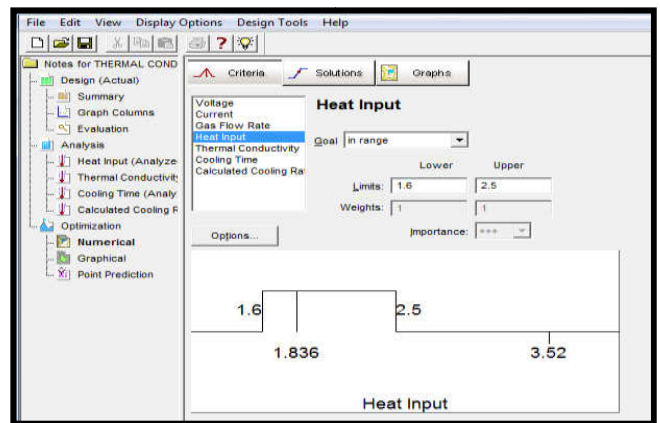 File Edit View Display Options Design Tools Help
Notes for THERMAL COND
Design (Actual)
Summary
Graph Columns
Evaluation
Analysis
Heat Input (Analyze
Thermal Conductivit
Cooling Time (Analy
Calculated Cooling R
Optimization
Numerical
Graphical
Point Prediction
Criteria Solutions Graphs
Voltage
Current
Gas Flow Rate
Heat Input
Thermal Conductivity
Cooling Time
Calculated Cooling Ra
Options...
Heat Input
Goal in range
Lower Upper
Limits: 1.6 2.5
Weights: 1 1
Importance: +++
1.6 2.5
1.836 3.52
Heat Input